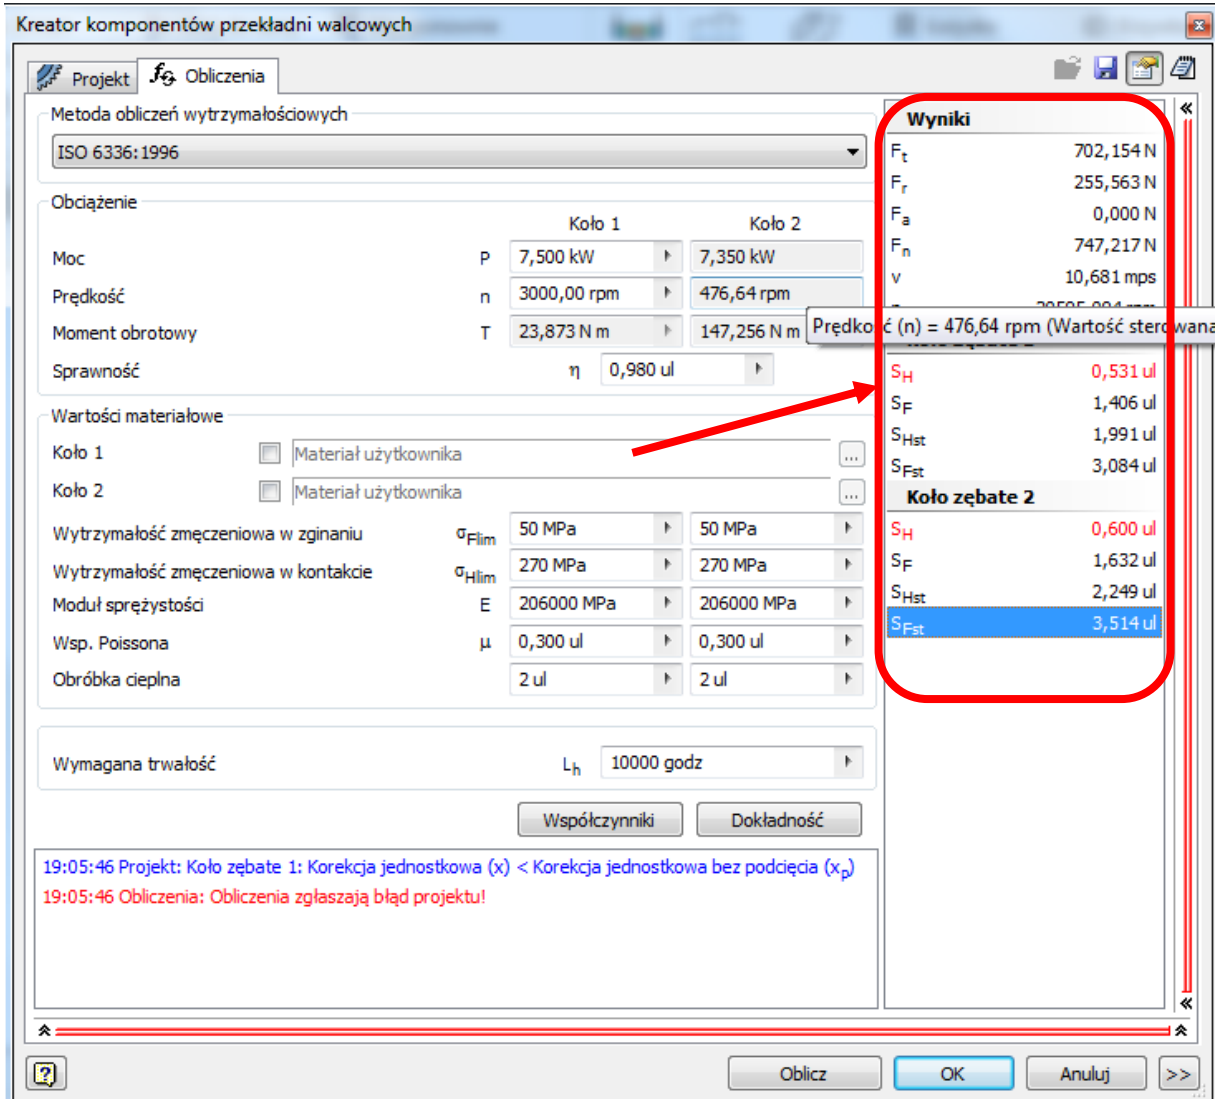 Kreator komponentów przekładni walcowych
Projekt
Obliczenia
Metoda obliczeń wytrzymałościowych
ISO 6336:1996
Obciążenie
Koło 1 Koło 2
Moc P 7,500 kW 7,350 kW
Prędkość n 3000,00 rpm 476,64 rpm
Moment obrotowy T 23,873 N m 147,256 N m
Sprawność η 0,980 ul
Wartości materiałowe
Koło 1 Materiał użytkownika ...
Koło 2 Materiał użytkownika ...
Wytrzymałość zmęczeniowa w zginaniu σFlim 50 MPa 50 MPa
Wytrzymałość zmęczeniowa w kontakcie σHlim 270 MPa 270 MPa
Moduł sprężystości E 206000 MPa 206000 MPa
Wsp. Poissona μ 0,300 ul 0,300 ul
Obróbka cieplna 2 ul 2 ul
Wymagana trwałość Lh 10000 godz
Współczynniki Dokładność
19:05:46 Projekt: Koło zębate 1: Korekcja jednostkowa (x) < Korekcja jednostkowa bez podcięcia (xp)
19:05:46 Obliczenia: Obliczenia zgłaszają błąd projektu!
Wyniki
Ft 702,154 N
Fr 255,563 N
Fa 0,000 N
Fn 747,217 N
v 10,681 mps
Prędkość (n) = 476,64 rpm (Wartość sterowana
SH 0,531 ul
SF 1,406 ul
SHst 1,991 ul
SFst 3,084 ul
Koło zębate 2
SH 0,600 ul
SF 1,632 ul
SHst 2,249 ul
SFst 3,514 ul
Oblicz OK Anuluj >>